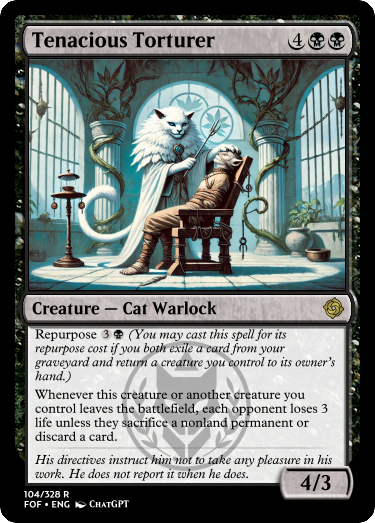 Tenacious Torturer 4
Creature — Cat Warlock
Repurpose 3 (You may cast this spell for its
repurpose cost if you both exile a card from your
graveyard and return a creature you control to its owner's
hand.)
Whenever this creature or another creature you
control leaves the battlefield, each opponent loses 3
life unless they sacrifice a nonland permanent or
discard a card.
His directives instruct him not to take any pleasure in his
work. He does not report it when he does.
4/3
104/328 R
FOF • ENG ChatGPT